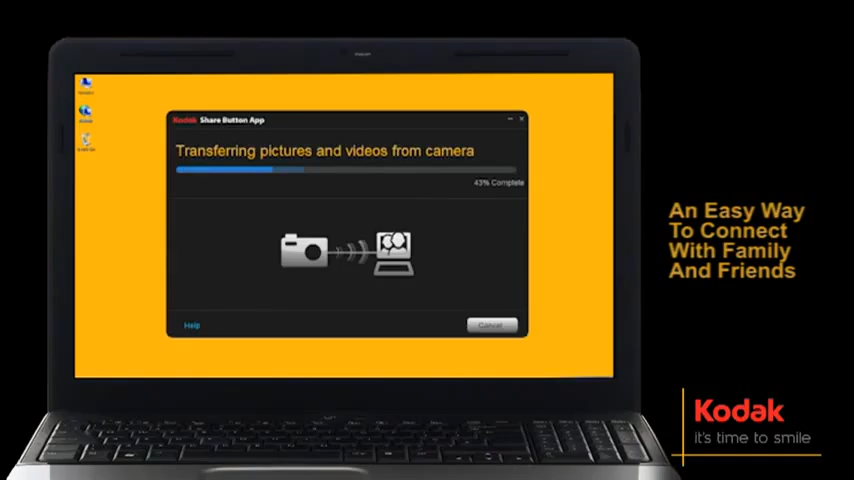 Kodak Share Button App
Transferring pictures and videos from camera
43% Complete
Help
Cancel
An Easy Way
To Connect
With Family
And Friends
Kodak
it's time to smile